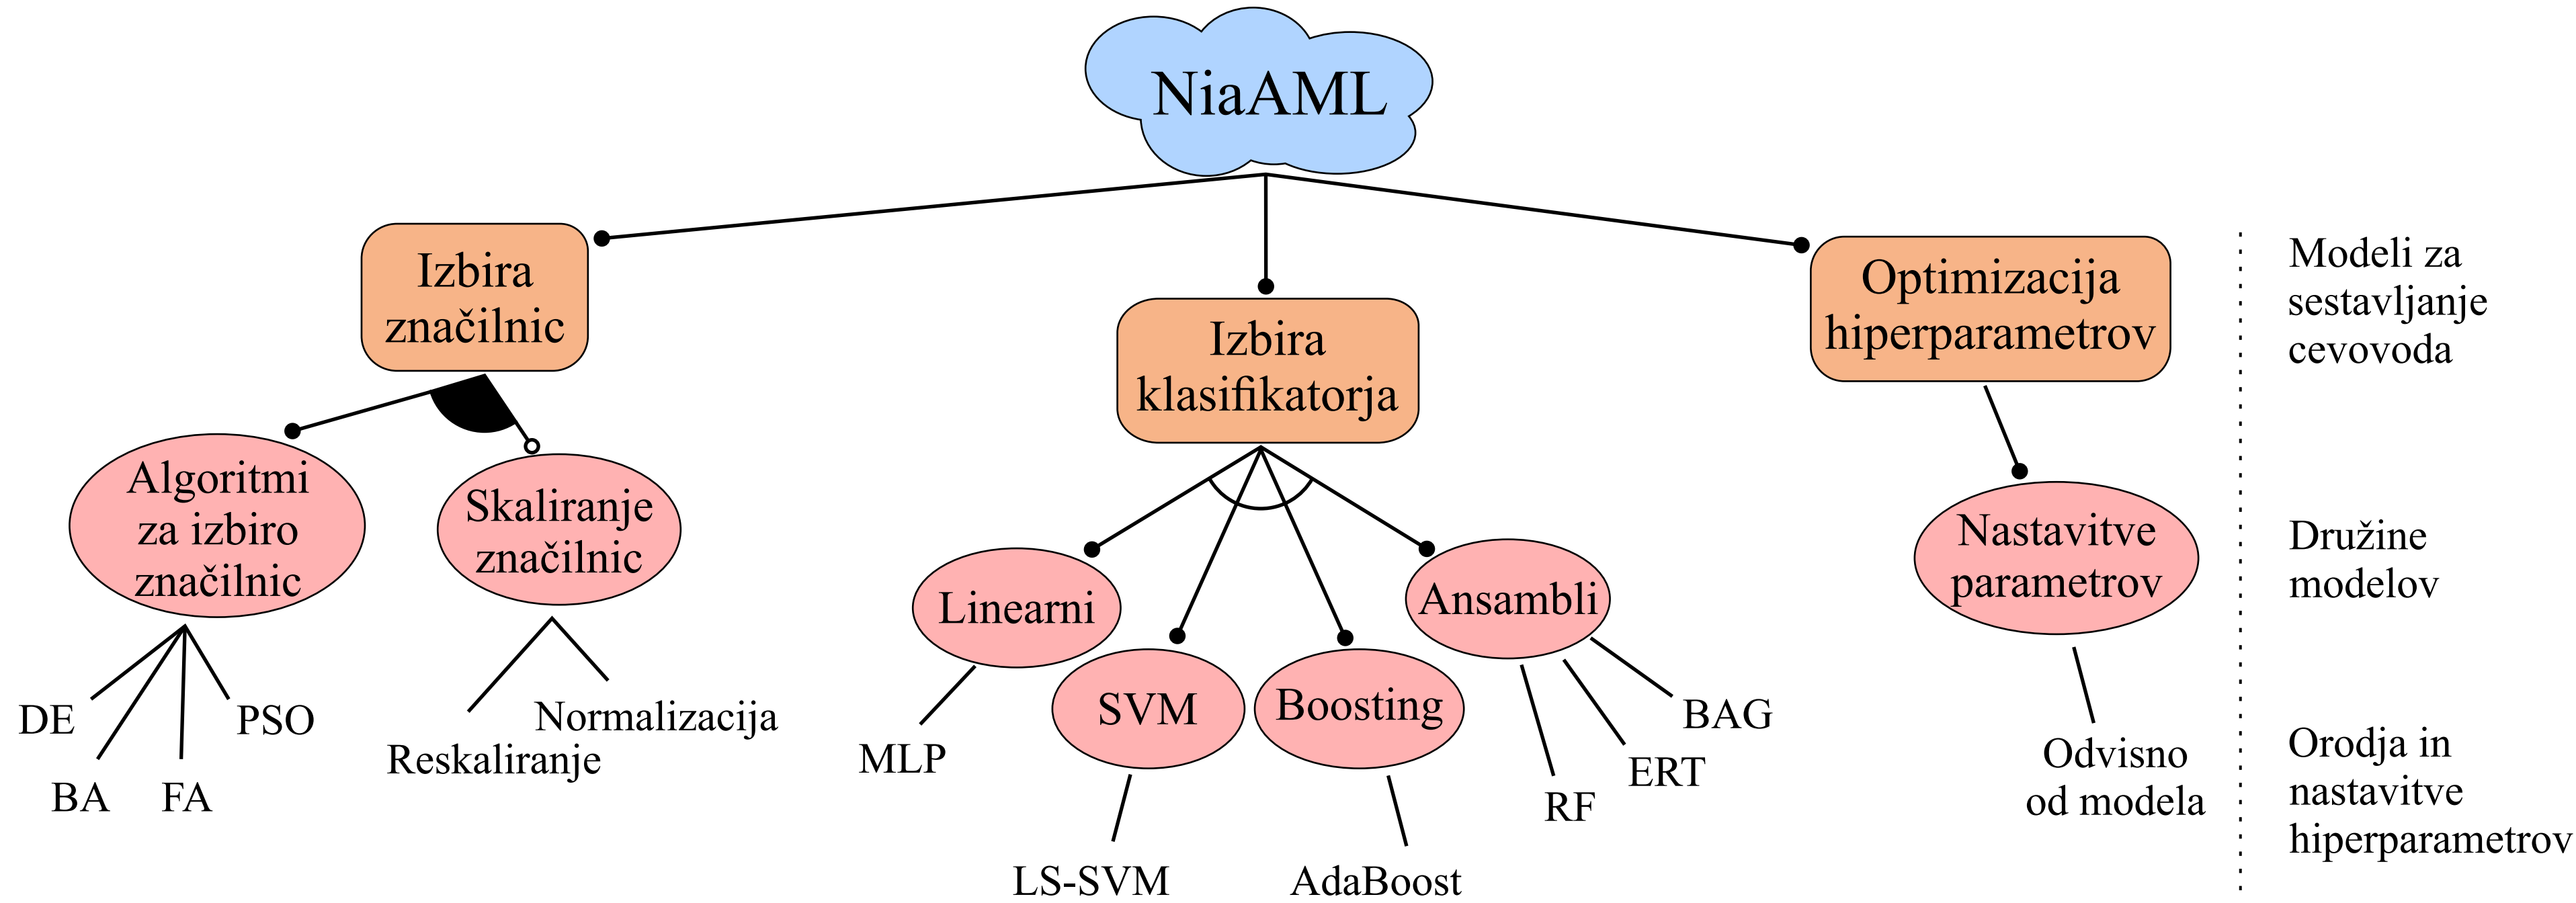 NiaAML
Izbira
značilnic
Izbira
klasifikatorja
Optimizacija
hiperparametrov
Modeli za
sestavljanje
cevovoda
Algoritmi
za izbiro
značilnic
Skaliranje
značilnic
Linearni
SVM
Boosting
Ansambli
Nastavitve
parametrov
Družine
modelov
DE
BA
FA
PSO
Reskaliranje
Normalizacija
MLP
LS-SVM
AdaBoost
RF
ERT
BAG
Odvisno
od modela
Orodja in
nastavitve
hiperparametrov